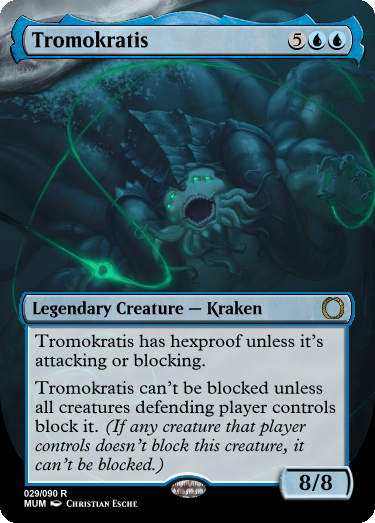 Tromokratis 5
Legendary Creature — Kraken
Tromokratis has hexproof unless it's
attacking or blocking.
Tromokratis can't be blocked unless
all creatures defending player controls
block it. (If any creature that player
controls doesn't block this creature, it
can't be blocked.)
8/8
029/090 R
MUM Christian Esche